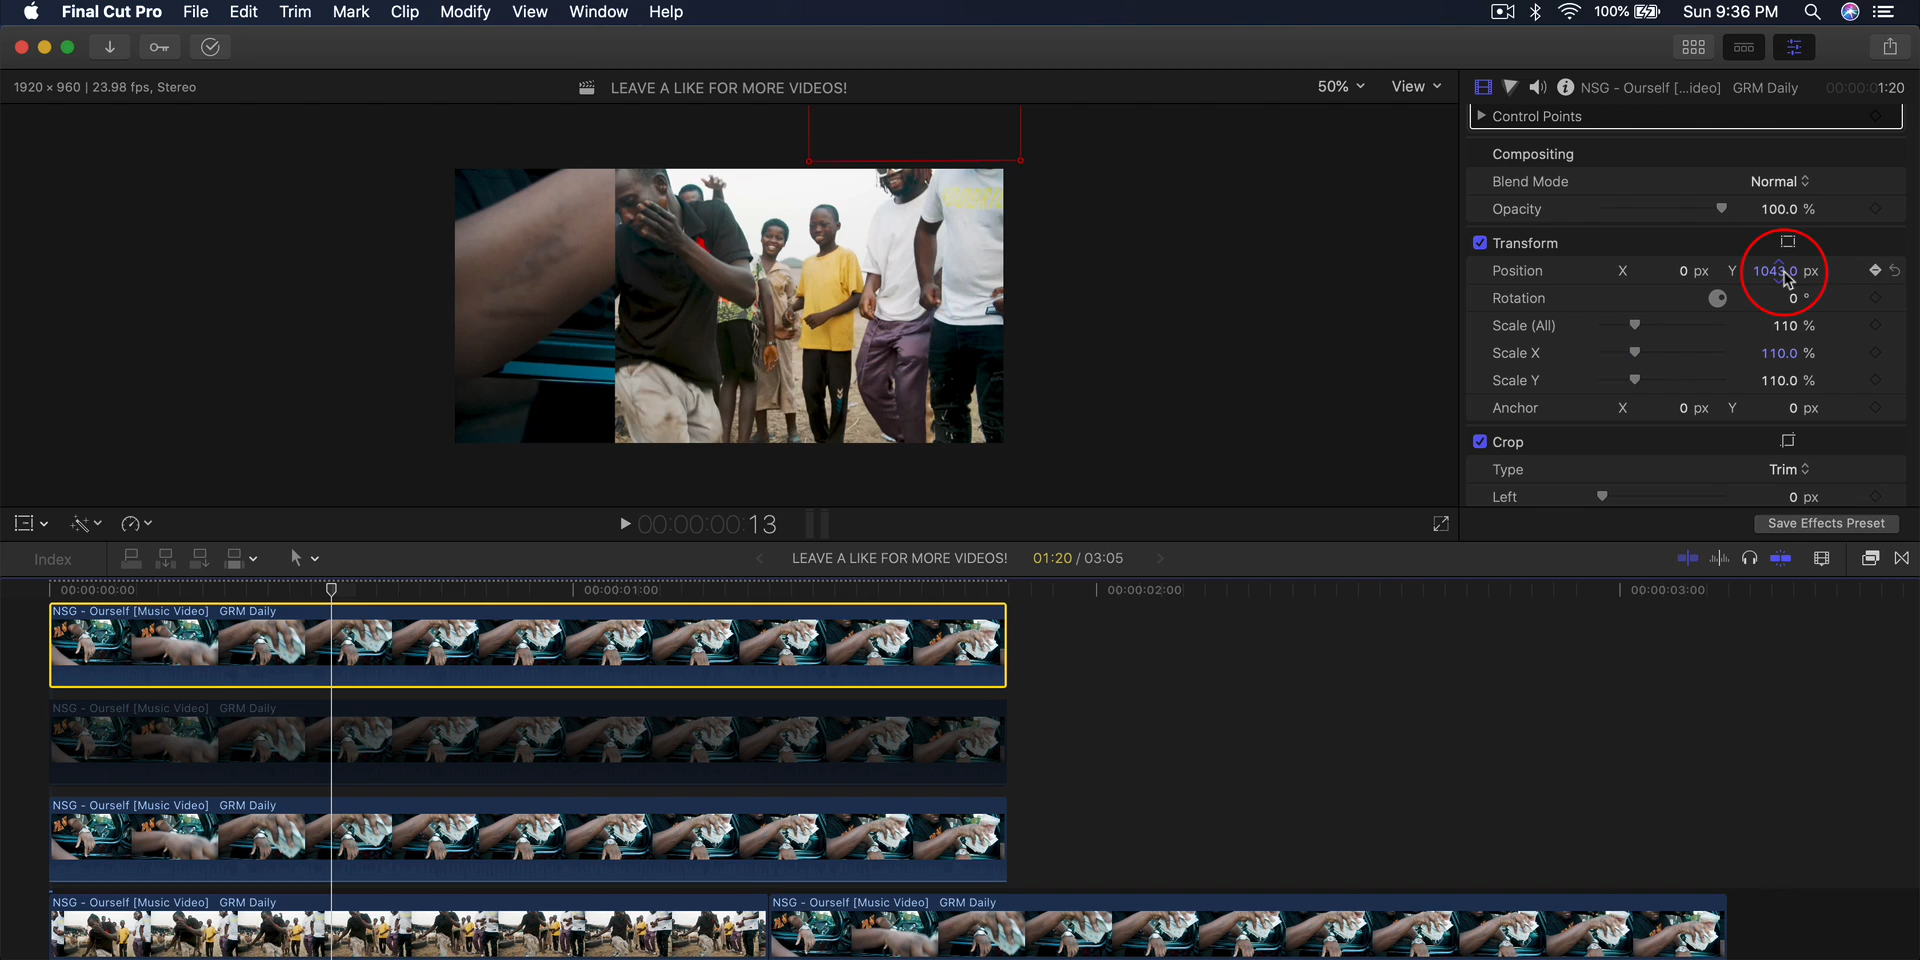 Final Cut Pro File Edit Trim Mark Clip Modify View Window Help 100% Sun 9:36 PM
1920 × 960 | 23.98 fps, Stereo LEAVE A LIKE FOR MORE VIDEOS! 50% View NSG - Ourself [...ideo] GRM Daily 00:00:01:20
Control Points
Compositing
Blend Mode Normal
Opacity 100.0 %
Transform
Position X 0 px Y 1043.0 px
Rotation 0 °
Scale (All) 110 %
Scale X 110.0 %
Scale Y 110.0 %
Anchor X 0 px Y 0 px
Crop
Type Trim
Left 0 px
00:00:00:13 Save Effects Preset
Index LEAVE A LIKE FOR MORE VIDEOS! 01:20 / 03:05
00:00:00:00 00:00:01:00 00:00:02:00 00:00:03:00
NSG - Ourself [Music Video] GRM Daily
NSG - Ourself [Music Video] GRM Daily
NSG - Ourself [Music Video] GRM Daily
NSG - Ourself [Music Video] GRM Daily NSG - Ourself [Music Video] GRM Daily